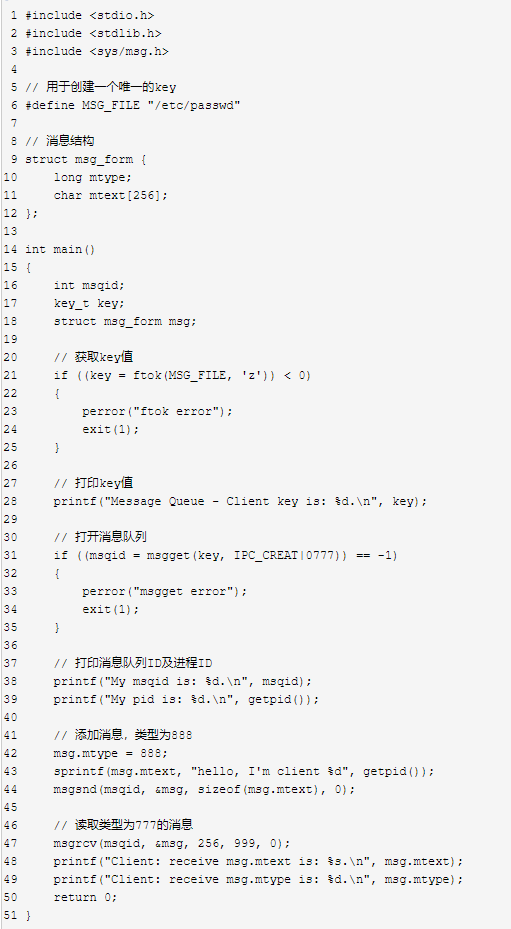 1 #include <stdio.h>
2 #include <stdlib.h>
3 #include <sys/msg.h>
4
5 // 用于创建一个唯一的key
6 #define MSG_FILE "/etc/passwd"
7
8 // 消息结构
9 struct msg_form {
10     long mtype;
11     char mtext[256];
12 };
13
14 int main()
15 {
16     int msqid;
17     key_t key;
18     struct msg_form msg;
19
20     // 获取key值
21     if ((key = ftok(MSG_FILE, 'z')) < 0)
22     {
23         perror("ftok error");
24         exit(1);
25     }
26
27     // 打印key值
28     printf("Message Queue - Client key is: %d.\n", key);
29
30     // 打开消息队列
31     if ((msqid = msgget(key, IPC_CREAT|0777)) == -1)
32     {
33         perror("msgget error");
34         exit(1);
35     }
36
37     // 打印消息队列ID及进程ID
38     printf("My msqid is: %d.\n", msqid);
39     printf("My pid is: %d.\n", getpid());
40
41     // 添加消息，类型为888
42     msg.mtype = 888;
43     sprintf(msg.mtext, "hello, I'm client %d", getpid());
44     msgsnd(msqid, &msg, sizeof(msg.mtext), 0);
45
46     // 读取类型为777的消息
47     msgrcv(msqid, &msg, 256, 999, 0);
48     printf("Client: receive msg.mtext is: %s.\n", msg.mtext);
49     printf("Client: receive msg.mtype is: %d.\n", msg.mtype);
50     return 0;
51 }